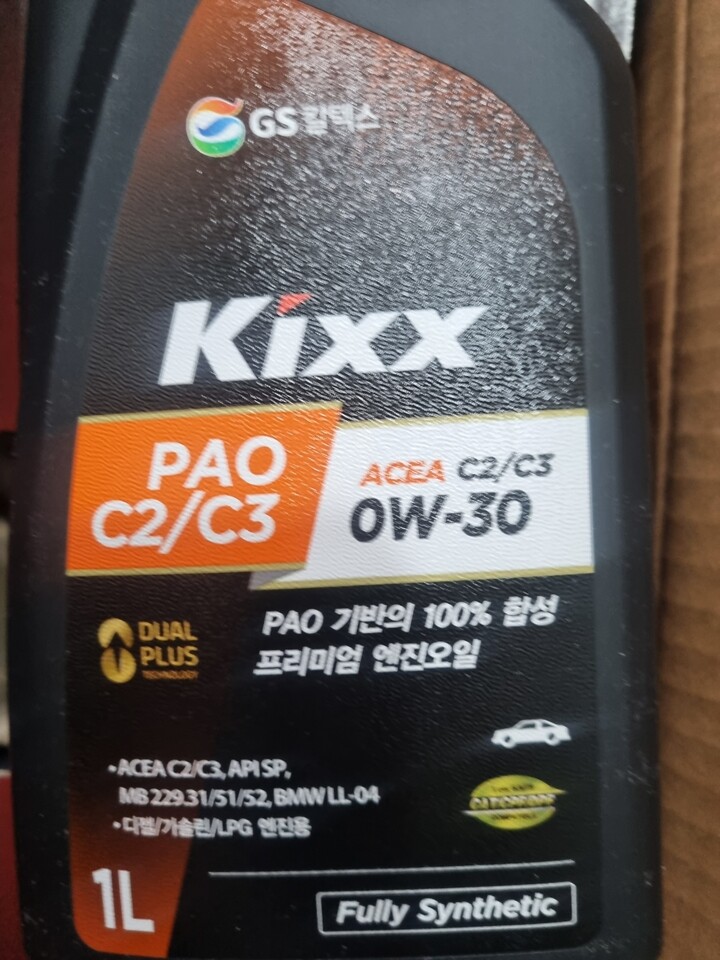 GS칼텍스
Kixx
PAO
C2/C3
ACEA C2/C3
0W-30
PAO 기반의 100% 합성
프리미엄 엔진오일
DUAL
PLUS
TECHNOLOGY
•ACEA C2/C3, API SP,
MB 229.31/51/52, BMW LL-04
•디젤/가솔린/LPG 엔진용
1L
Fully Synthetic